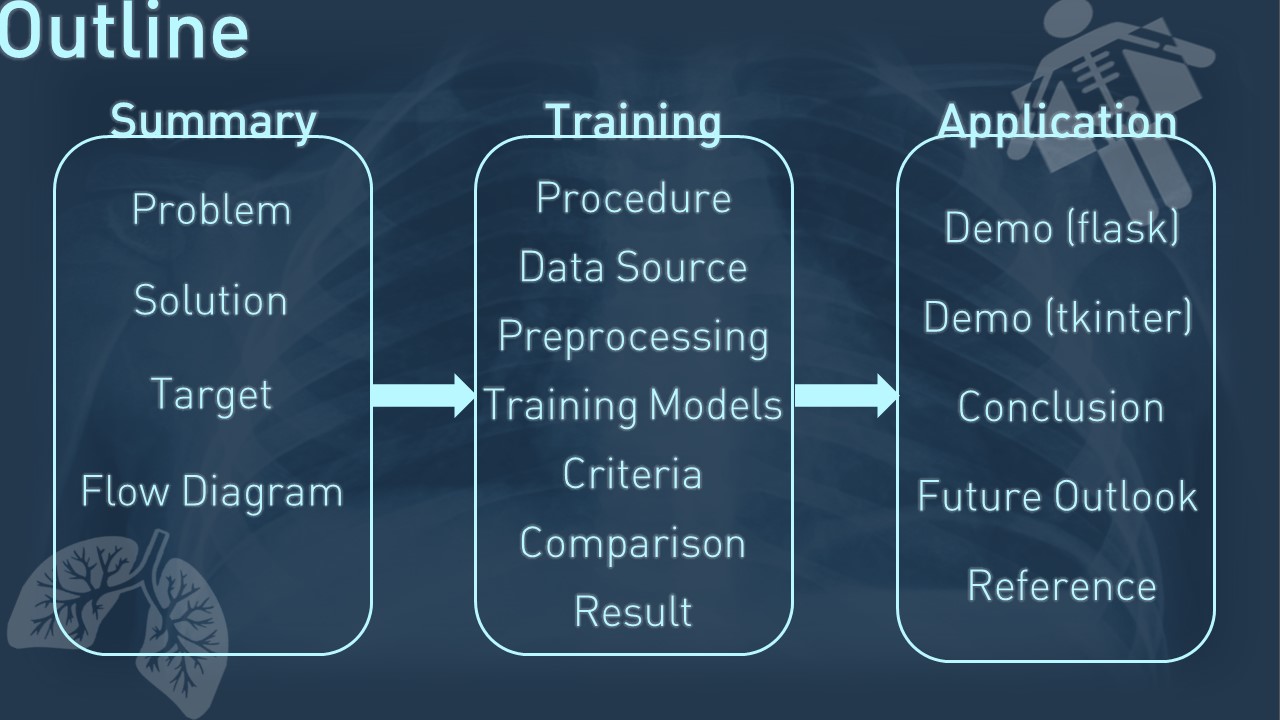 Outline
Summary
Problem
Solution
Target
Flow Diagram
Training
Procedure
Data Source
Preprocessing
Training Models
Criteria
Comparison
Result
Application
Demo (flask)
Demo (tkinter)
Conclusion
Future Outlook
Reference